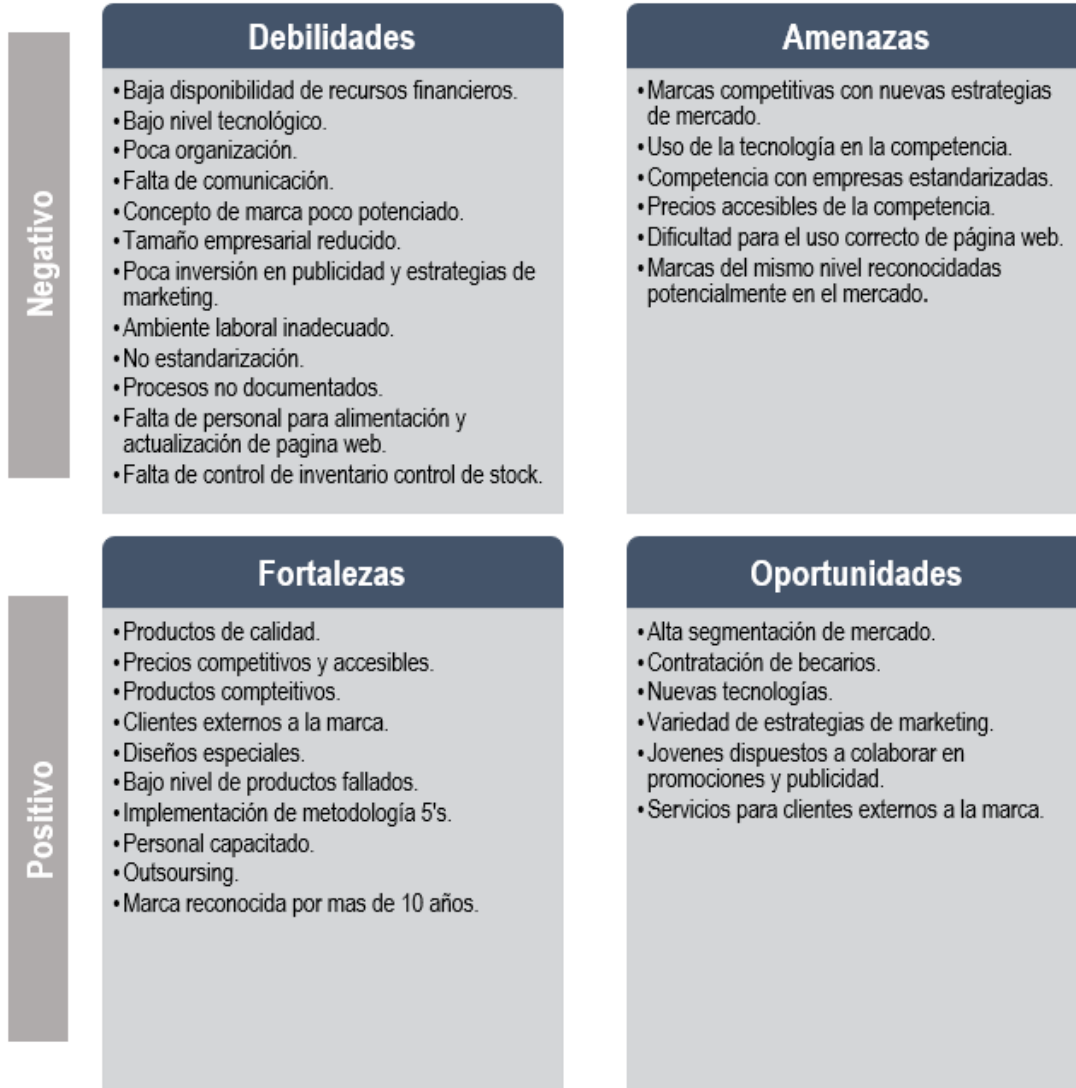 Negativo
Debilidades
•Baja disponibilidad de recursos financieros.
•Bajo nivel tecnológico.
•Poca organización.
•Falta de comunicación.
•Concepto de marca poco potenciado.
•Tamaño empresarial reducido.
•Poca inversión en publicidad y estrategias de
marketing.
•Ambiente laboral inadecuado.
•No estandarización.
•Procesos no documentados.
•Falta de personal para alimentación y
actualización de pagina web.
•Falta de control de inventario control de stock.
Amenazas
•Marcas competitivas con nuevas estrategias
de mercado.
•Uso de la tecnología en la competencia.
•Competencia con empresas estandarizadas.
•Precios accesibles de la competencia.
•Dificultad para el uso correcto de página web.
•Marcas del mismo nivel reconocidadas
potencialmente en el mercado.
Positivo
Fortalezas
•Productos de calidad.
•Precios competitivos y accesibles.
•Productos compteitivos.
•Clientes externos a la marca.
•Diseños especiales.
•Bajo nivel de productos fallados.
•Implementación de metodología 5's.
•Personal capacitado.
•Outsoursing.
•Marca reconocida por mas de 10 años.
Oportunidades
•Alta segmentación de mercado.
•Contratación de becarios.
•Nuevas tecnologías.
•Variedad de estrategias de marketing.
•Jovenes dispuestos a colaborar en
promociones y publicidad.
•Servicios para clientes externos a la marca.